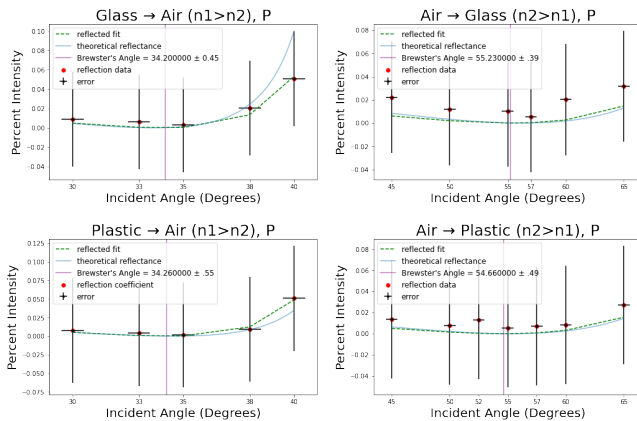 Glass → Air (n1>n2), P
Percent Intensity
0.10
0.08
0.06
0.04
0.02
0.00
−0.02
−0.04
reflected fit
theoretical reflectance
Brewster's Angle = 34.200000 ± 0.45
reflection data
error
30 33 35 38 40
Incident Angle (Degrees)
Air → Glass (n2>n1), P
Percent Intensity
0.08
0.06
0.04
0.02
0.00
−0.02
−0.04
reflected fit
theoretical reflectance
Brewster's Angle = 55.230000 ± .39
reflection data
error
45 50 55 57 60 65
Incident Angle (Degrees)
Plastic → Air (n1>n2), P
Percent Intensity
0.125
0.100
0.075
0.050
0.025
0.000
−0.025
−0.050
−0.075
reflected fit
theoretical reflectance
Brewster's Angle = 34.260000 ± .55
reflection coefficient
error
30 33 35 38 40
Incident Angle (Degrees)
Air → Plastic (n2>n1), P
Percent Intensity
0.08
0.06
0.04
0.02
0.00
−0.02
−0.04
reflected fit
theoretical reflectance
Brewster's Angle = 54.660000 ± .49
reflection data
error
45 50 52 55 57 60 65
Incident Angle (Degrees)